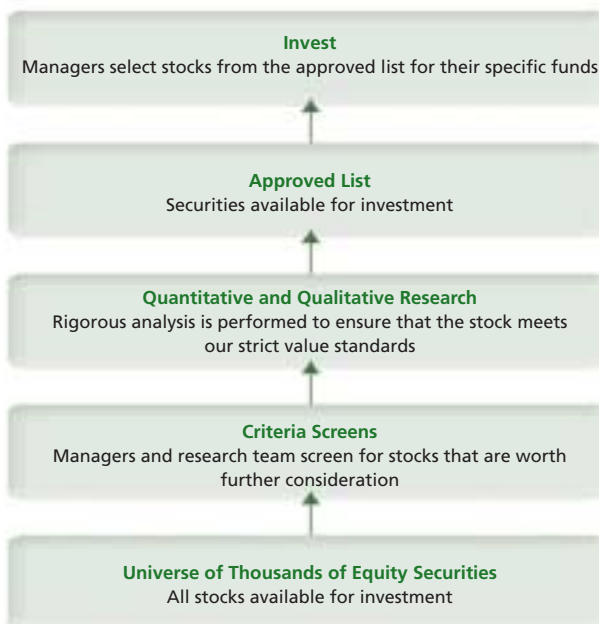 Invest
Managers select stocks from the approved list for their specific funds
Approved List
Securities available for investment
Quantitative and Qualitative Research
Rigorous analysis is performed to ensure that the stock meets
our strict value standards
Criteria Screens
Managers and research team screen for stocks that are worth
further consideration
Universe of Thousands of Equity Securities
All stocks available for investment